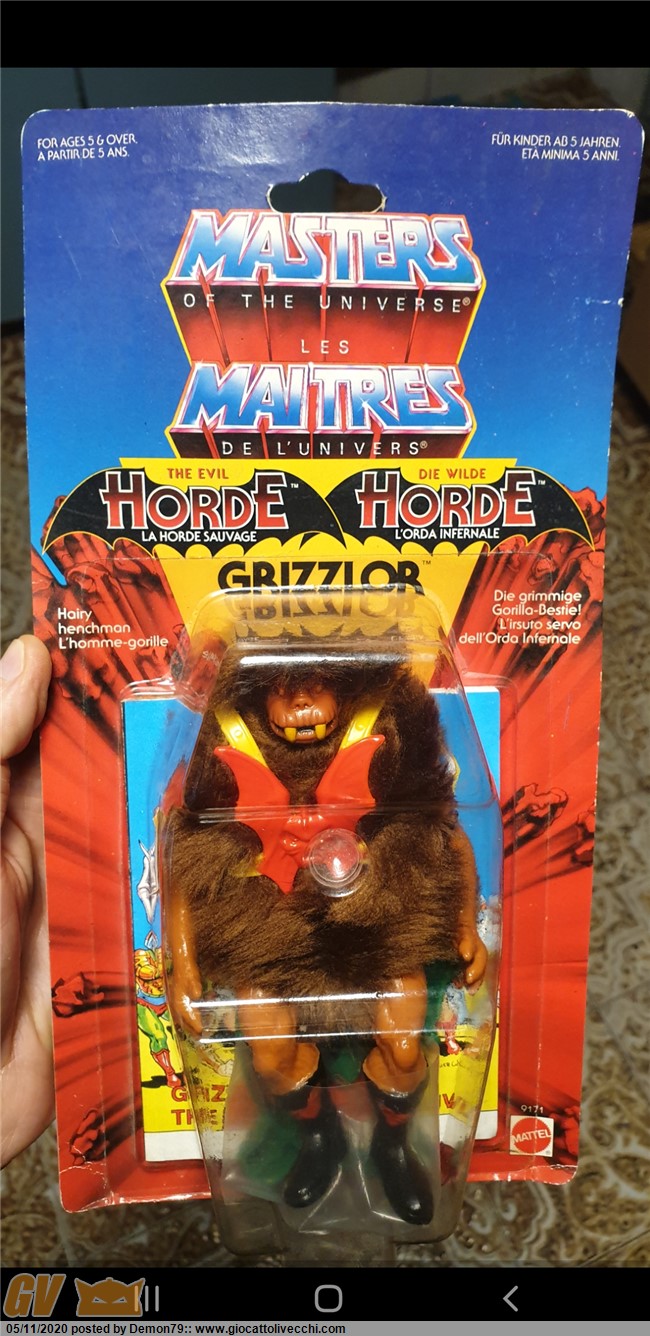 FOR AGES 5 & OVER.
A PARTIR DE 5 ANS.
FÜR KINDER AB 5 JAHREN.
ETÀ MINIMA 5 ANNI.
MASTERS
OF THE UNIVERSE®
LES
MAITRES
DE L'UNIVERS®
THE EVIL
HORDE™
LA HORDE SAUVAGE
DIE WILDE
HORDE™
L'ORDA INFERNALE
GRIZZLOR™
Hairy
henchman
L'homme-gorille
Die grimmige
Gorilla-Bestie!
L'irsuto servo
dell'Orda Infernale
THE
9171
MATTEL
GV
05/11/2020 posted by Demon79:: www.giocattolivecchi.com